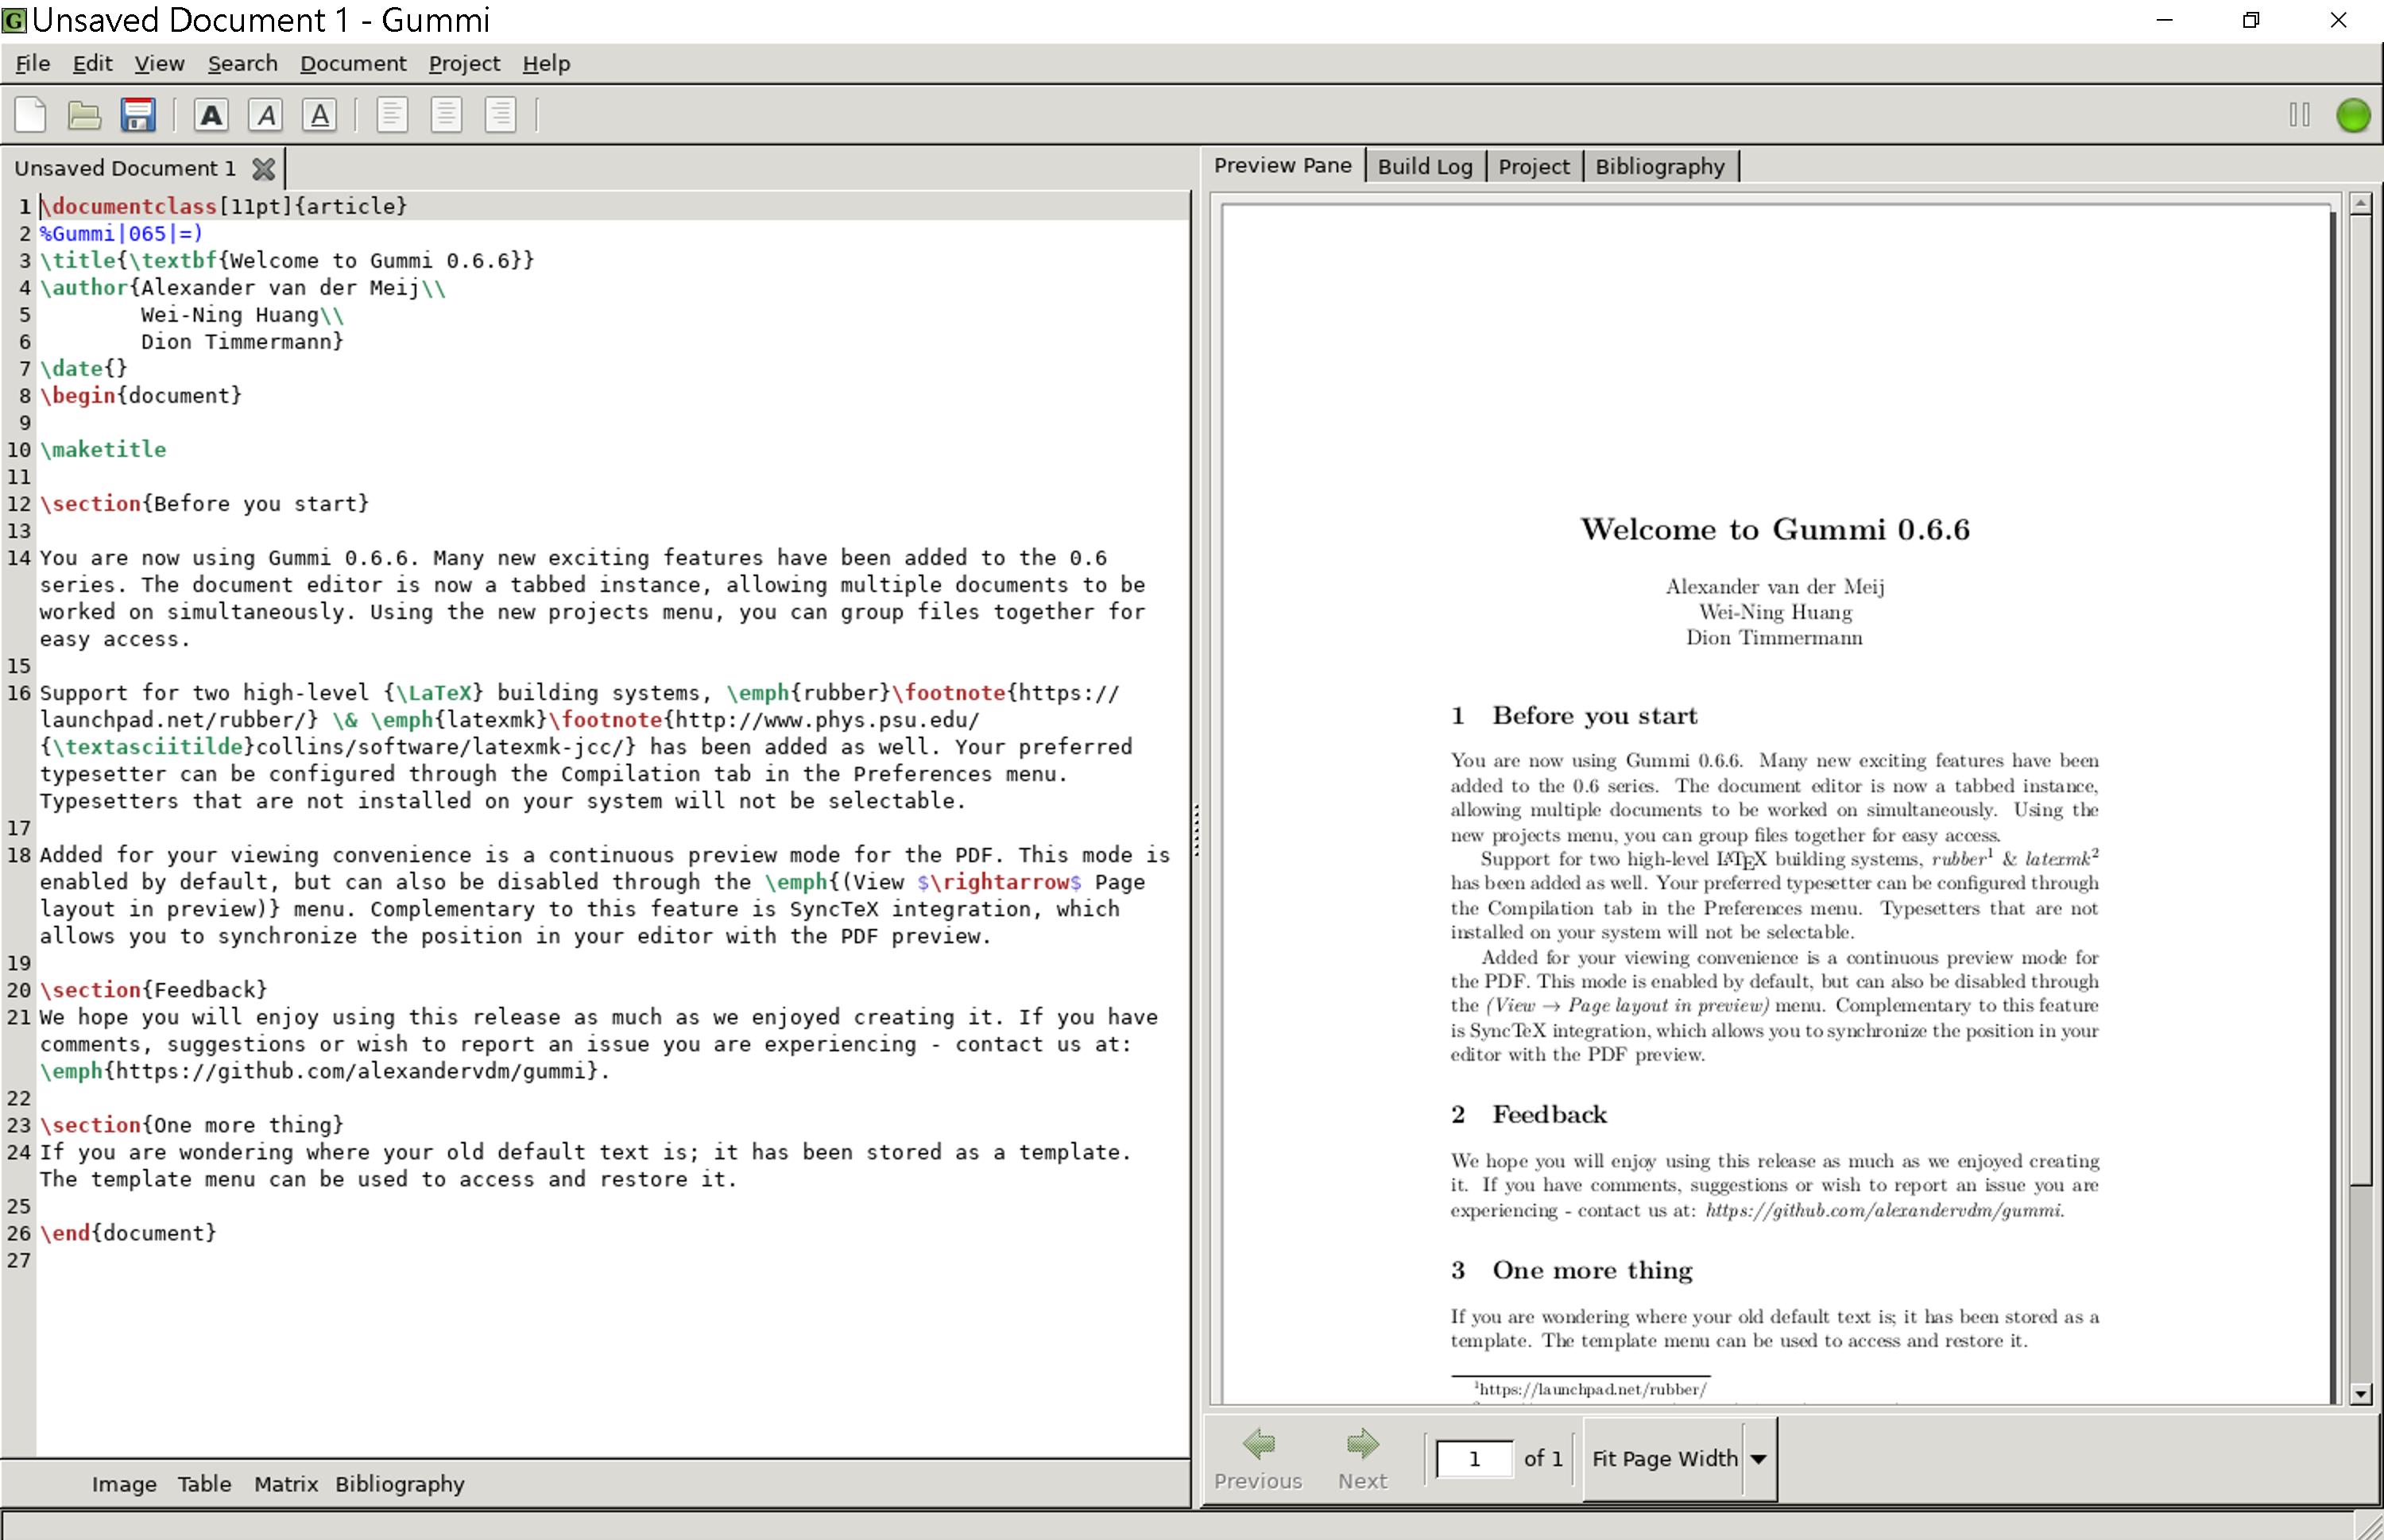 Unsaved Document 1 - Gummi
File Edit View Search Document Project Help
A A A
Unsaved Document 1
1 \documentclass[11pt]{article}
2 %Gummi|065|=)
3 \title{\textbf{Welcome to Gummi 0.6.6}}
4 \author{Alexander van der Meij\\
5 Wei-Ning Huang\\
6 Dion Timmermann}
7 \date{}
8 \begin{document}
9
10 \maketitle
11
12 \section{Before you start}
13
14 You are now using Gummi 0.6.6. Many new exciting features have been added to the 0.6
series. The document editor is now a tabbed instance, allowing multiple documents to be
worked on simultaneously. Using the new projects menu, you can group files together for
easy access.
15
16 Support for two high-level {\LaTeX} building systems, \emph{rubber}\footnote{https://
launchpad.net/rubber/} \& \emph{latexmk}\footnote{http://www.phys.psu.edu/
{\textasciitilde}collins/software/latexmk-jcc/} has been added as well. Your preferred
typesetter can be configured through the Compilation tab in the Preferences menu.
Typesetters that are not installed on your system will not be selectable.
17
18 Added for your viewing convenience is a continuous preview mode for the PDF. This mode is
enabled by default, but can also be disabled through the \emph{(View $\rightarrow$ Page
layout in preview)} menu. Complementary to this feature is SyncTeX integration, which
allows you to synchronize the position in your editor with the PDF preview.
19
20 \section{Feedback}
21 We hope you will enjoy using this release as much as we enjoyed creating it. If you have
comments, suggestions or wish to report an issue you are experiencing - contact us at:
\emph{https://github.com/alexandervdm/gummi}.
22
23 \section{One more thing}
24 If you are wondering where your old default text is; it has been stored as a template.
The template menu can be used to access and restore it.
25
26 \end{document}
27
Image Table Matrix Bibliography
Preview Pane Build Log Project Bibliography
Welcome to Gummi 0.6.6
Alexander van der Meij
Wei-Ning Huang
Dion Timmermann
1 Before you start
You are now using Gummi 0.6.6. Many new exciting features have been
added to the 0.6 series. The document editor is now a tabbed instance,
allowing multiple documents to be worked on simultaneously. Using the
new projects menu, you can group files together for easy access.
Support for two high-level LATEX building systems, rubber¹ & latexmk²
has been added as well. Your preferred typesetter can be configured through
the Compilation tab in the Preferences menu. Typesetters that are not
installed on your system will not be selectable.
Added for your viewing convenience is a continuous preview mode for
the PDF. This mode is enabled by default, but can also be disabled through
the (View → Page layout in preview) menu. Complementary to this feature
is SyncTeX integration, which allows you to synchronize the position in your
editor with the PDF preview.
2 Feedback
We hope you will enjoy using this release as much as we enjoyed creating
it. If you have comments, suggestions or wish to report an issue you are
experiencing - contact us at: https://github.com/alexandervdm/gummi.
3 One more thing
If you are wondering where your old default text is; it has been stored as a
template. The template menu can be used to access and restore it.
¹https://launchpad.net/rubber/
Previous Next 1 of 1 Fit Page Width